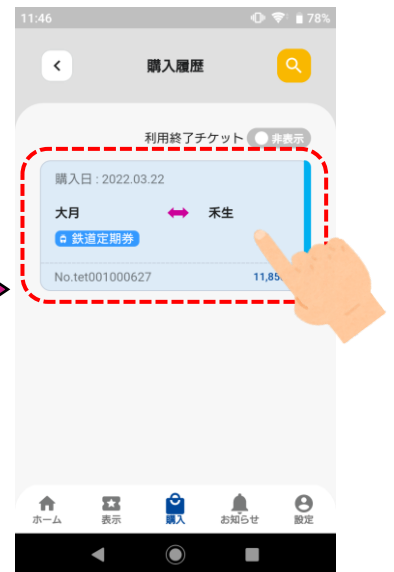 11:46 78%
購入履歴
利用終了チケット 非表示
購入日 : 2022.03.22
大月 禾生
鉄道定期券
No.tet001000627
ホーム 表示 購入 お知らせ 設定